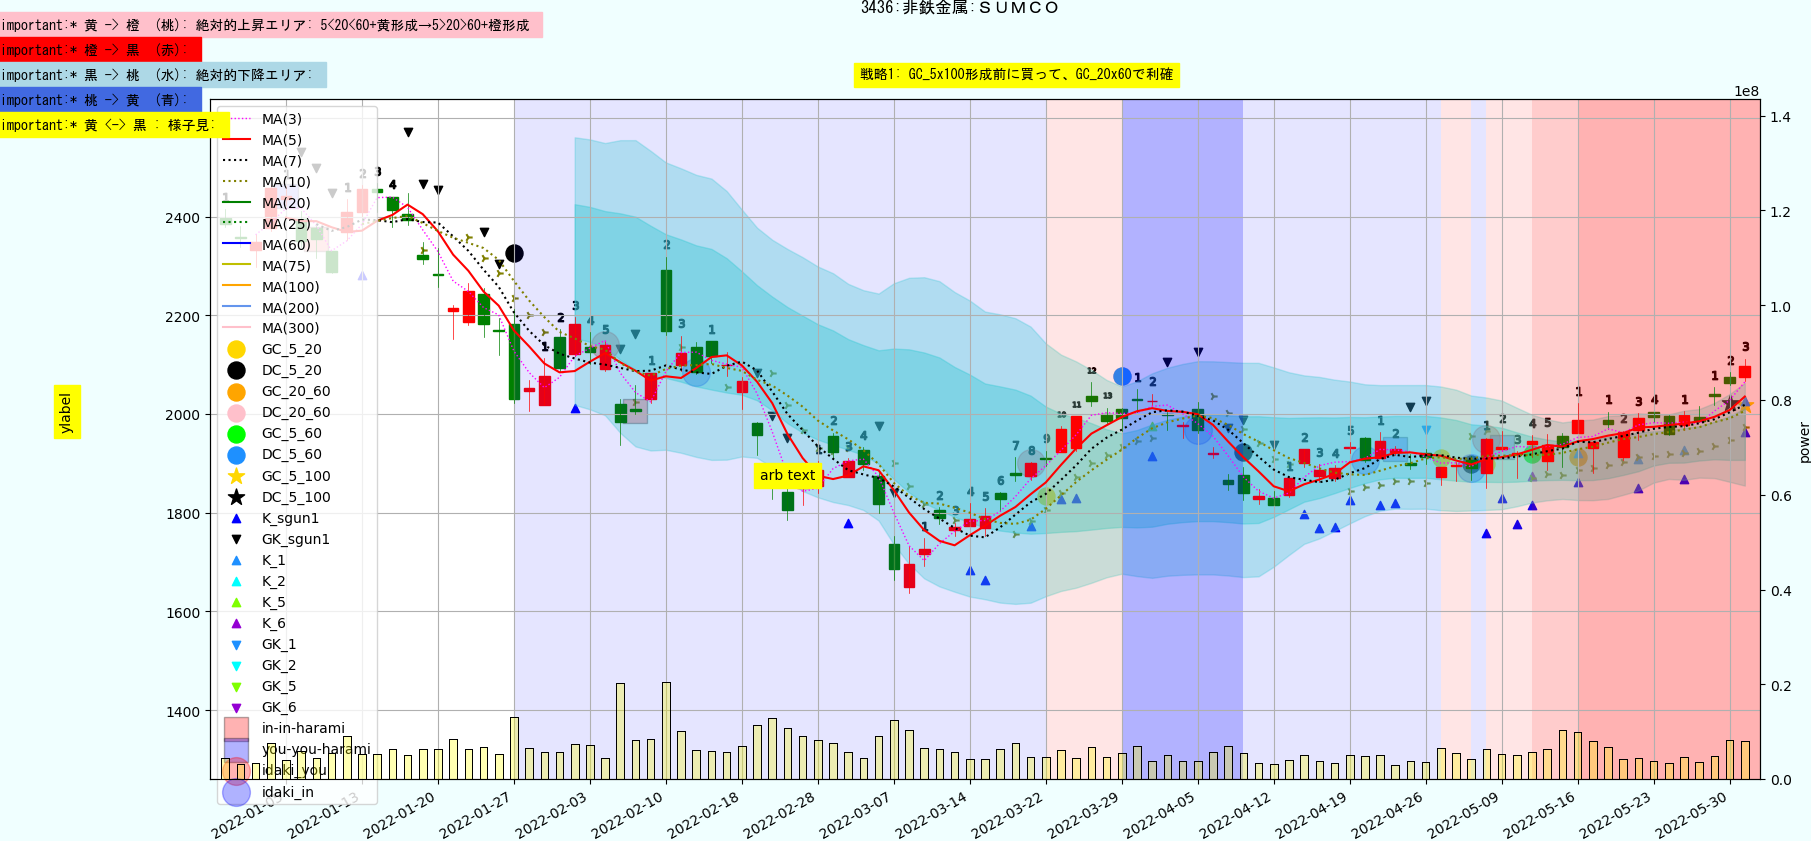 3436:非鉄金属:ＳＵＭＣＯ
important:* 黄 -> 橙 (桃): 絶対的上昇エリア: 5<20<60+黄形成→5>20>60+橙形成
important:* 橙 -> 黒 (赤):
important:* 黒 -> 桃 (水): 絶対的下降エリア:
戦略1: GC_5x100形成前に買って、GC_20x60で利確
important:* 桃 -> 黄 (青):
important:* 黄 <-> 黒 : 様子見:
1e8
MA(3)
MA(5)
MA(7)
MA(10)
MA(20)
MA(25)
MA(60)
MA(75)
MA(100)
MA(200)
MA(300)
GC_5_20
DC_5_20
GC_20_60
DC_20_60
GC_5_60
DC_5_60
GC_5_100
DC_5_100
K_sgun1
GK_sgun1
K_1
K_2
K_5
K_6
GK_1
GK_2
GK_5
GK_6
in-in-harami
you-you-harami
idaki_you
idaki_in
2400
2200
2000
1800
1600
1400
ylabel
arb text
1.4
1.2
1.0
0.8
0.6
0.4
0.2
0.0
power
2022-01-13
2022-01-20
2022-01-27
2022-02-03
2022-02-10
2022-02-18
2022-02-28
2022-03-07
2022-03-14
2022-03-22
2022-03-29
2022-04-05
2022-04-12
2022-04-19
2022-04-26
2022-05-09
2022-05-16
2022-05-23
2022-05-30